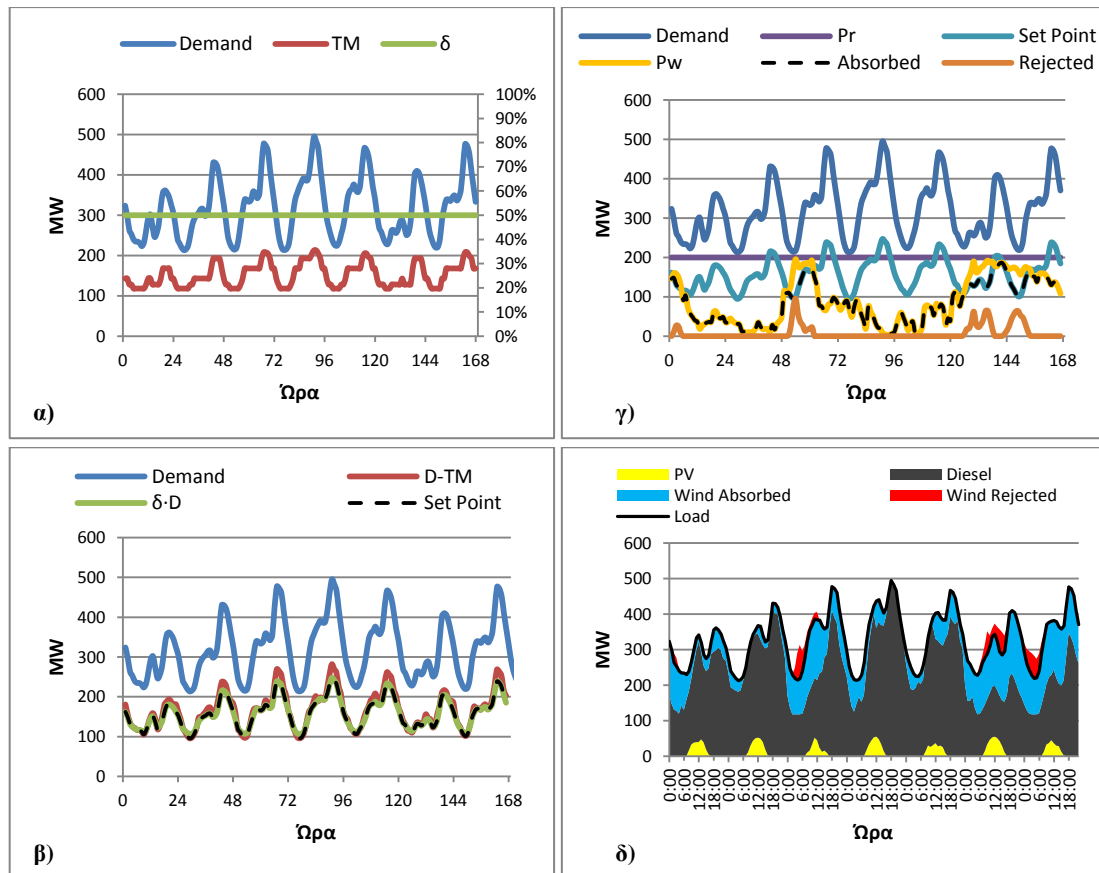 Demand TM δ
600
500
400
300
200
100
0
100%
90%
80%
70%
60%
50%
40%
30%
20%
10%
0%
MW
0 24 48 72 96 120 144 168
Ώρα
α)
Demand Pr Set Point
Pw Absorbed Rejected
600
500
400
300
200
100
0
MW
0 24 48 72 96 120 144 168
Ώρα
γ)
Demand D-TM
δ·D Set Point
600
500
400
300
200
100
0
MW
0 24 48 72 96 120 144 168
Ώρα
β)
PV Diesel
Wind Absorbed Wind Rejected
Load
600
500
400
300
200
100
0
MW
0:00 6:00 12:00 18:00 0:00 6:00 12:00 18:00 0:00 6:00 12:00 18:00 0:00 6:00 12:00 18:00 0:00 6:00 12:00 18:00 0:00 6:00 12:00 18:00 0:00 6:00 12:00 18:00
Ώρα
δ)